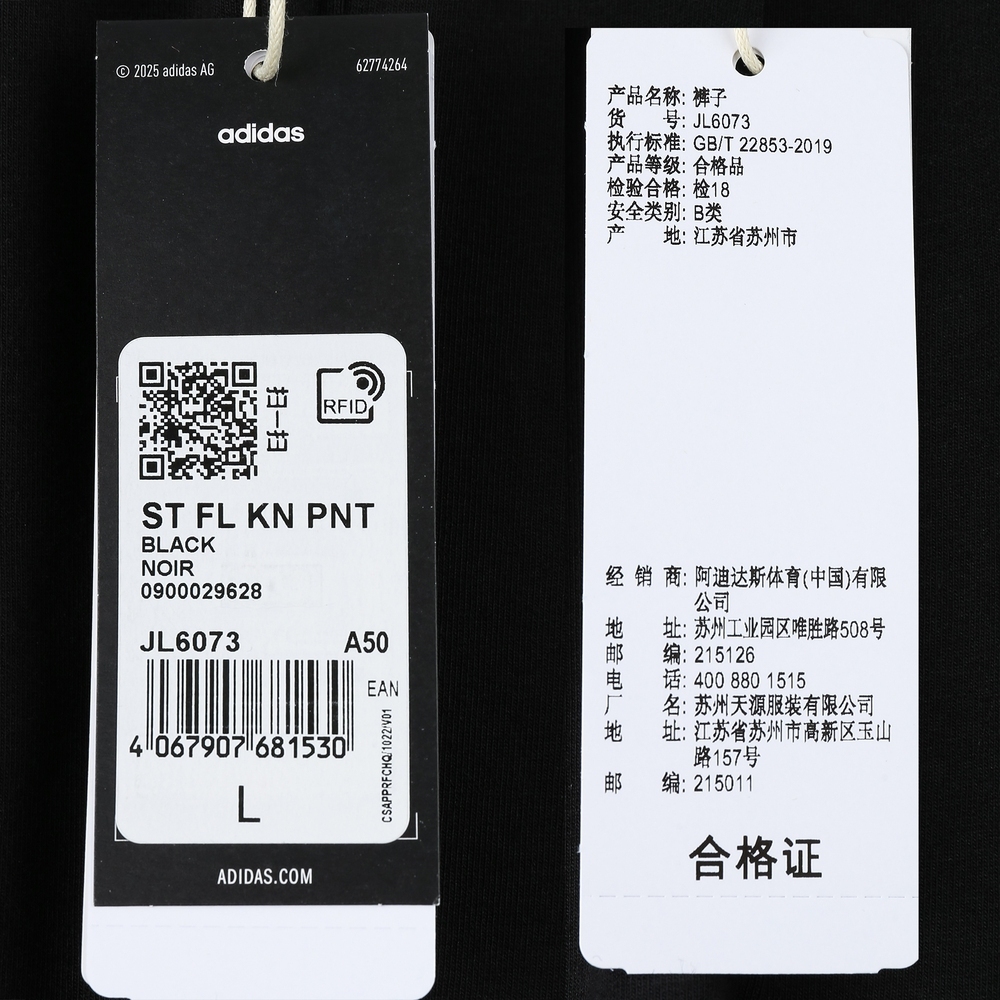 © 2025 adidas AG
62774264
adidas
扫一扫
RFID
ST FL KN PNT
BLACK
NOIR
0900029628
JL6073 A50
EAN
4 067907 681530
CSAPPRFCHQ/1022/V01
L
ADIDAS.COM
产品名称: 裤子
货 号: JL6073
执行标准: GB/T 22853-2019
产品等级: 合格品
检验合格: 检18
安全类别: B类
产 地: 江苏省苏州市
经 销 商: 阿迪达斯体育(中国)有限
公司
地 址: 苏州工业园区唯胜路508号
邮 编: 215126
电 话: 400 880 1515
厂 名: 苏州天源服装有限公司
地 址: 江苏省苏州市高新区玉山
路157号
邮 编: 215011
合格证